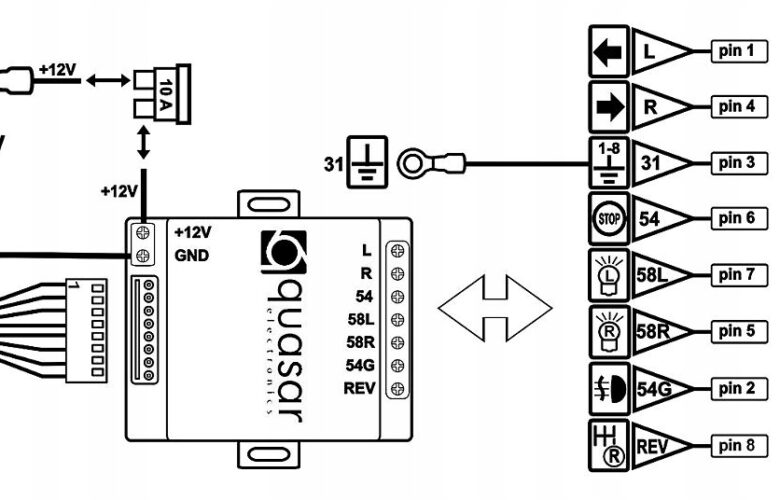 +12V
10 A
+12V
+12V
GND
1
quasar
electronics
L
R
54
58L
58R
54G
REV
31
L
pin 1
R
pin 4
1-8
31
pin 3
STOP
54
pin 6
L
58L
pin 7
R
58R
pin 5
54G
pin 2
R
REV
pin 8